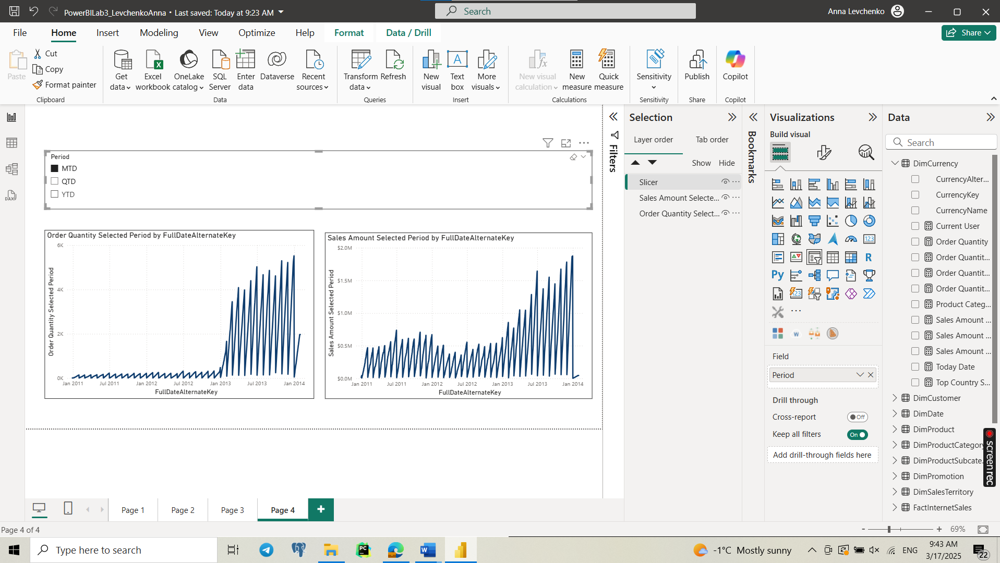 PowerBILab3_LevchenkoAnna • Last saved: Today at 9:23 AM
Search
Anna Levchenko
File
Home
Insert
Modeling
View
Optimize
Help
Format
Data / Drill
Share
Paste
Cut
Copy
Format painter
Clipboard
Get data
Excel workbook
OneLake catalog
SQL Server
Enter data
Dataverse
Recent sources
Data
Transform data
Refresh
Queries
New visual
Text box
More visuals
Insert
New visual calculation
New measure
Quick measure
Calculations
Sensitivity
Sensitivity
Publish
Share
Copilot
Copilot
Period
MTD
QTD
YTD
Order Quantity Selected Period by FullDateAlternateKey
Order Quantity Selected Period
6K
4K
2K
0K
Jan 2011
Jul 2011
Jan 2012
Jul 2012
Jan 2013
Jul 2013
Jan 2014
FullDateAlternateKey
Sales Amount Selected Period by FullDateAlternateKey
Sales Amount Selected Period
$2.0M
$1.5M
$1.0M
$0.5M
$0.0M
Jan 2011
Jul 2011
Jan 2012
Jul 2012
Jan 2013
Jul 2013
Jan 2014
FullDateAlternateKey
Filters
Selection
Layer order
Tab order
Show
Hide
Slicer
Sales Amount Selecte...
Order Quantity Select...
Bookmarks
Visualizations
Build visual
123
R
Py
123
W
Field
Period
Drill through
Cross-report
Off
Keep all filters
On
Add drill-through fields here
Data
Search
DimCurrency
CurrencyAlter...
CurrencyKey
CurrencyName
Current User
Order Quantity
Order Quantit...
Order Quantit...
Order Quantit...
Product Categ...
Sales Amount ...
Sales Amount ...
Sales Amount ...
Today Date
Top Country S...
DimCustomer
DimDate
DimProduct
DimProductCategory
DimProductSubcate...
DimPromotion
DimSalesTerritory
FactInternetSales
screenrec
Page 1
Page 2
Page 3
Page 4
Page 4 of 4
- + 69%
Type here to search
PC
W
-1°C Mostly sunny
ENG
9:43 AM
3/17/2025
22